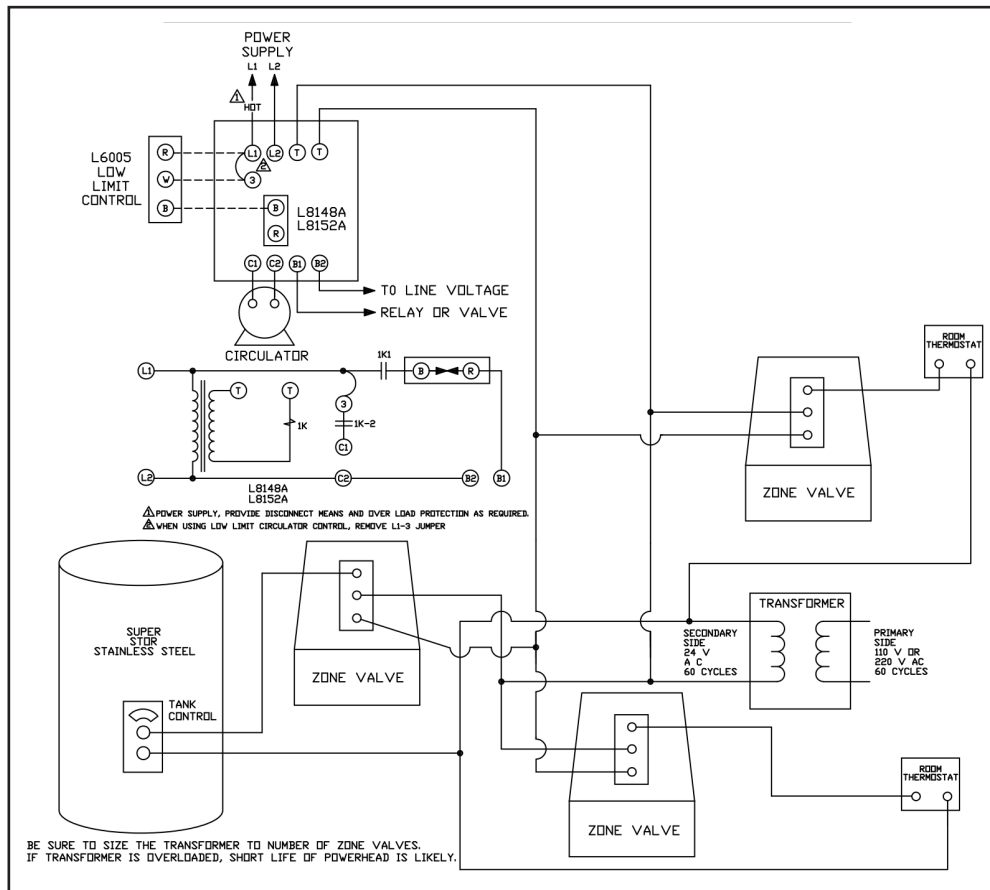 POWER
SUPPLY
L1 L2
1
HOT
L1 L2 T T
2
3
L6005
LOW
LIMIT
CONTROL
R
W
B
B
R
L8148A
L8152A
C1 C2 B1 B2
TO LINE VOLTAGE
RELAY OR VALVE
CIRCULATOR
L1
1K1
B R
T T
3
1K
1K-2
C1
L2
C2
B2 B1
L8148A
L8152A
1 POWER SUPPLY, PROVIDE DISCONNECT MEANS AND OVER LOAD PROTECTION AS REQUIRED.
2 WHEN USING LOW LIMIT CIRCULATOR CONTROL, REMOVE L1-3 JUMPER
ROOM
THERMOSTAT
ZONE VALVE
SUPER
STOR
STAINLESS STEEL
TANK
CONTROL
ZONE VALVE
TRANSFORMER
SECONDARY
SIDE
24 V
A C
60 CYCLES
PRIMARY
SIDE
110 V OR
220 V AC
60 CYCLES
ZONE VALVE
ROOM
THERMOSTAT
BE SURE TO SIZE THE TRANSFORMER TO NUMBER OF ZONE VALVES.
IF TRANSFORMER IS OVERLOADED, SHORT LIFE OF POWERHEAD IS LIKELY.